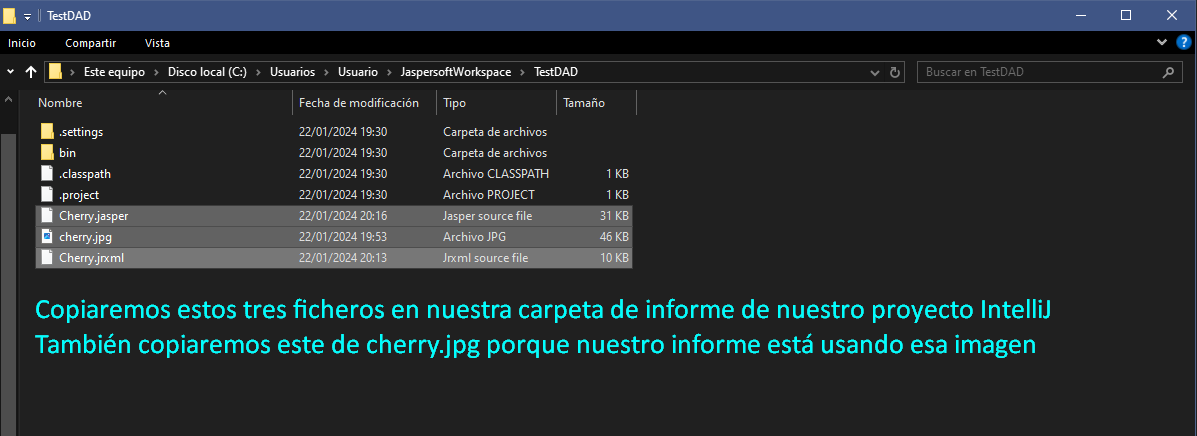 TestDAD
Inicio Compartir Vista
Este equipo Disco local (C:) Usuarios Usuario JaspersoftWorkspace TestDAD Buscar en TestDAD
Nombre Fecha de modificación Tipo Tamaño
.settings 22/01/2024 19:30 Carpeta de archivos
bin 22/01/2024 19:30 Carpeta de archivos
.classpath 22/01/2024 19:30 Archivo CLASSPATH 1 KB
.project 22/01/2024 19:30 Archivo PROJECT 1 KB
Cherry.jasper 22/01/2024 20:16 Jasper source file 31 KB
cherry.jpg 22/01/2024 19:53 Archivo JPG 46 KB
Cherry.jrxml 22/01/2024 20:13 Jrxml source file 10 KB
Copiaremos estos tres ficheros en nuestra carpeta de informe de nuestro proyecto IntelliJ
También copiaremos este de cherry.jpg porque nuestro informe está usando esa imagen